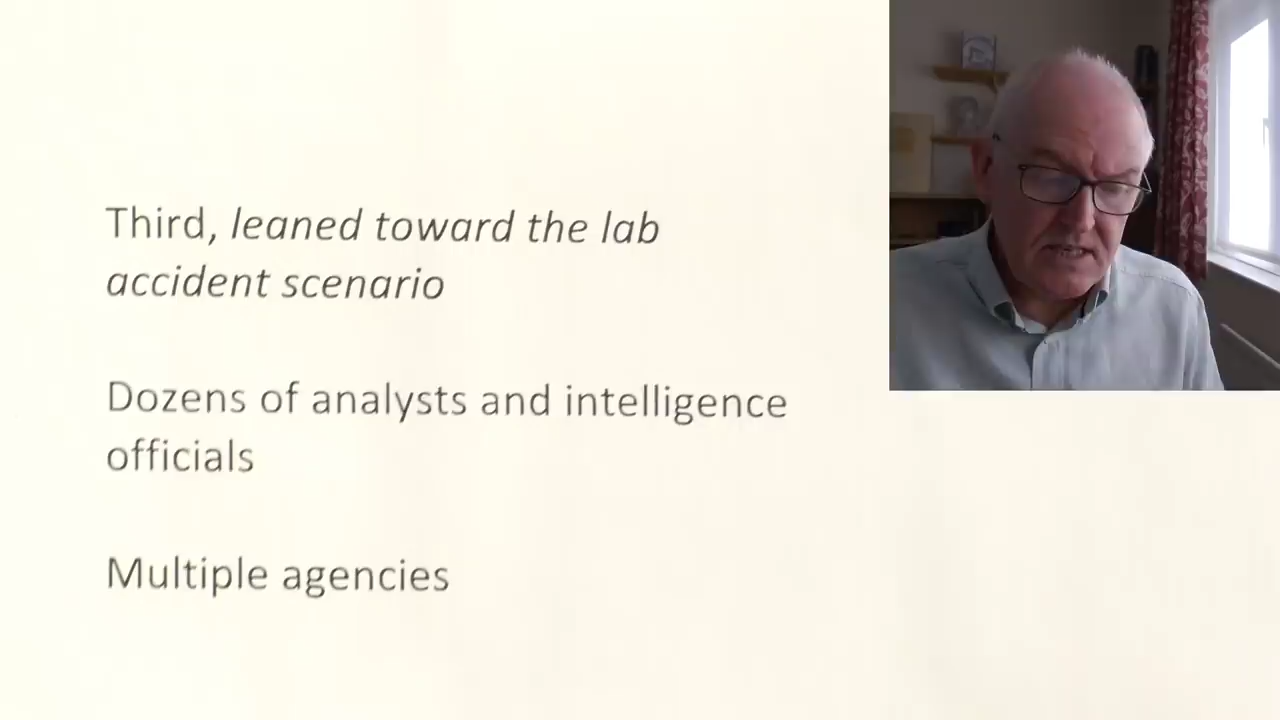 Third, leaned toward the lab
accident scenario
Dozens of analysts and intelligence
officials
Multiple agencies